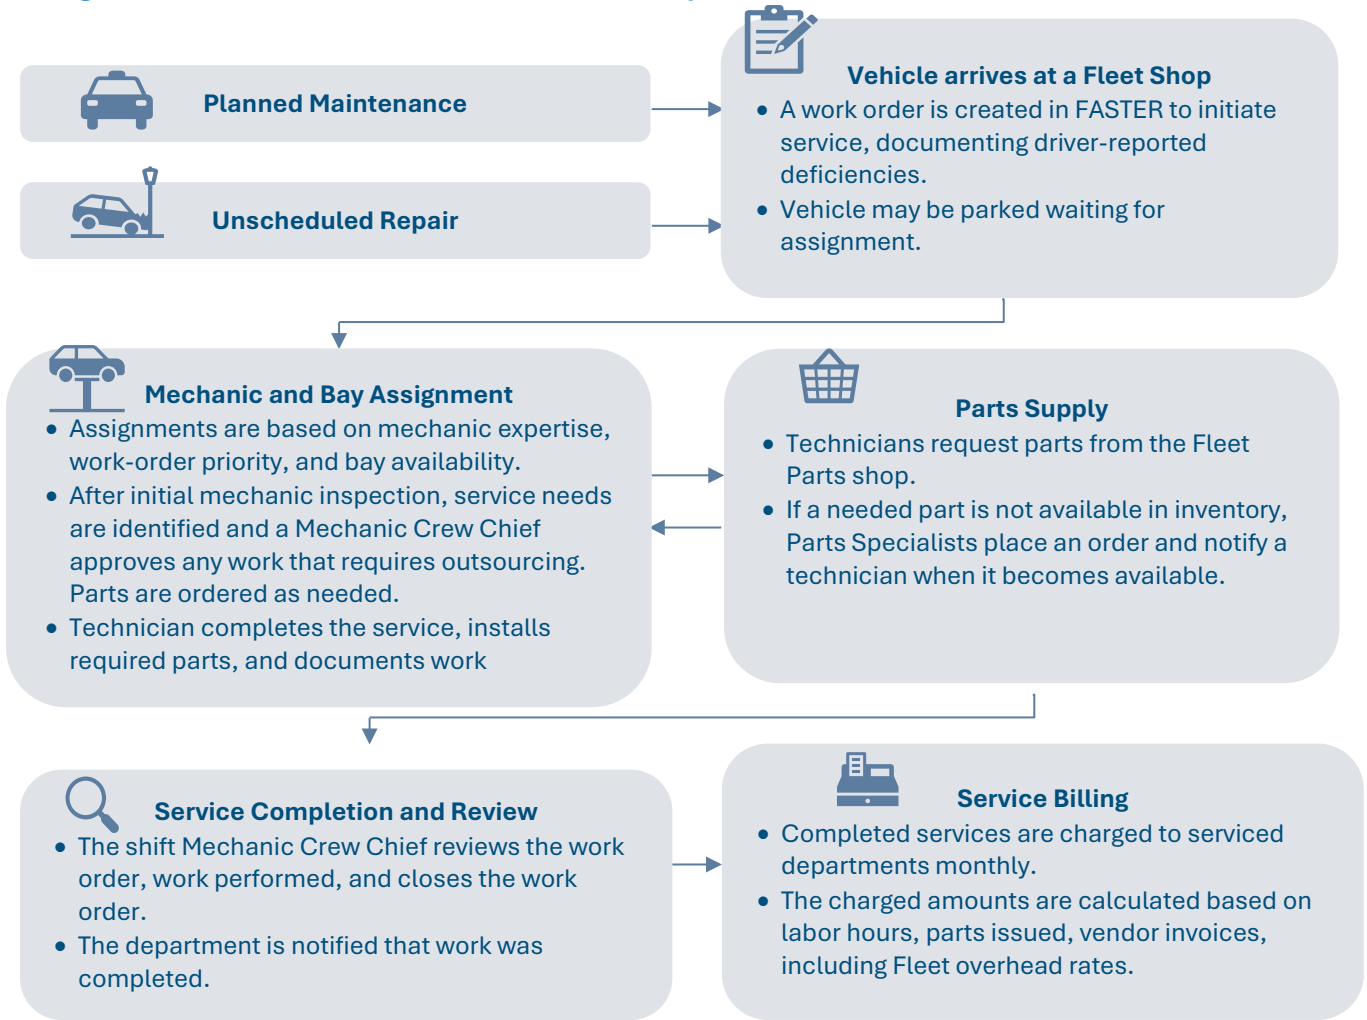 Planned Maintenance
Unscheduled Repair
Vehicle arrives at a Fleet Shop
• A work order is created in FASTER to initiate
service, documenting driver-reported
deficiencies.
• Vehicle may be parked waiting for
assignment.
Mechanic and Bay Assignment
• Assignments are based on mechanic expertise,
work-order priority, and bay availability.
• After initial mechanic inspection, service needs
are identified and a Mechanic Crew Chief
approves any work that requires outsourcing.
Parts are ordered as needed.
• Technician completes the service, installs
required parts, and documents work
Parts Supply
• Technicians request parts from the Fleet
Parts shop.
• If a needed part is not available in inventory,
Parts Specialists place an order and notify a
technician when it becomes available.
Service Completion and Review
• The shift Mechanic Crew Chief reviews the work
order, work performed, and closes the work
order.
• The department is notified that work was
completed.
Service Billing
• Completed services are charged to serviced
departments monthly.
• The charged amounts are calculated based on
labor hours, parts issued, vendor invoices,
including Fleet overhead rates.